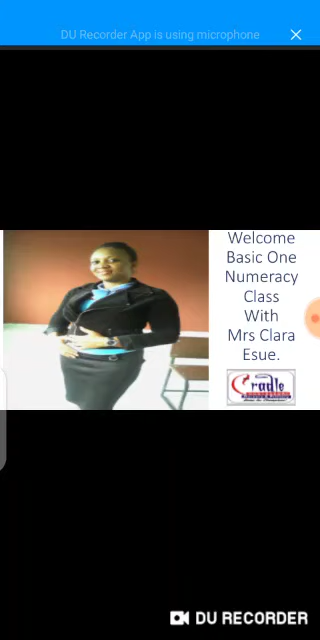 DU Recorder App is using microphone
Welcome
Basic One
Numeracy
Class
With
Mrs Clara
Esue.
Cradle
DU RECORDER